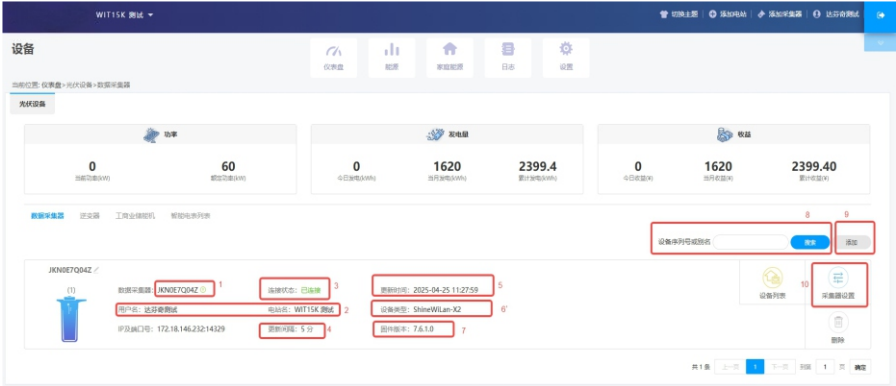 WIT15K 测试
切换主题 添加电站 添加采集器 达芬奇测试
设备
仪表盘 能源 家庭能源 日志 设置
当前位置: 仪表盘>光伏设备>数据采集器
光伏设备
功率 发电量 收益
0 60 0 1620 2399.4 0 1620 2399.40
当前功率(kW) 额定功率(kW) 今日发电(kWh) 当月发电(kWh) 累计发电(kWh) 今日收益(¥) 当月收益(¥) 累计收益(¥)
数据采集器 逆变器 工商业储能机 智能电表列表
8 9
设备序列号或别名 搜索 添加
JKN0E7Q04Z
(1) 数据采集器: JKN0E7Q04Z 1 连接状态: 已连接 3 更新时间: 2025-04-25 11:27:59 5
设备列表 10 采集器设置
用户名: 达芬奇测试 电站名: WIT15K 测试 2 设备类型: ShineWiLan-X2 6'
IP及端口号: 172.18.146.232:14329 更新间隔: 5 分 4 固件版本: 7.6.1.0 7
删除
共1条 上一页 1 下一页 到第 1 页 确定